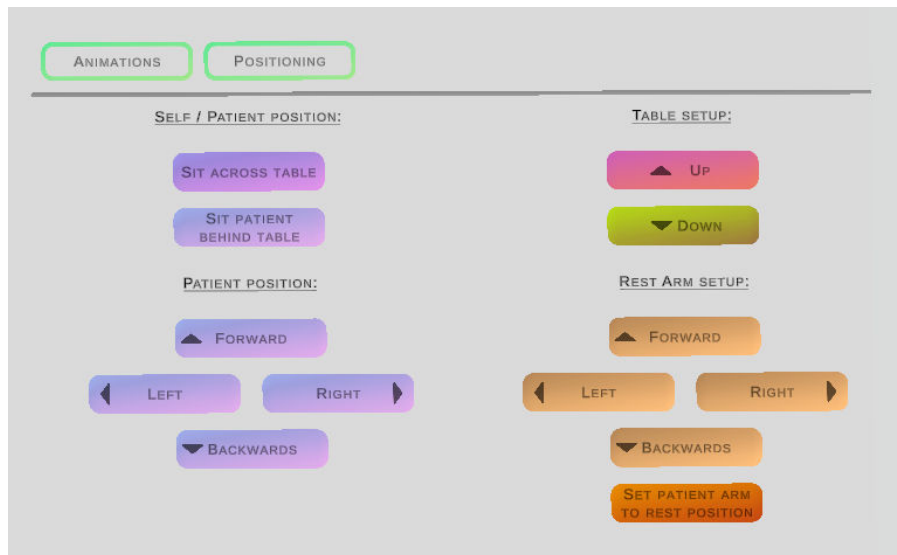 ANIMATIONS
POSITIONING
SELF / PATIENT POSITION:
SIT ACROSS TABLE
SIT PATIENT
BEHIND TABLE
PATIENT POSITION:
FORWARD
LEFT
RIGHT
BACKWARDS
TABLE SETUP:
UP
DOWN
REST ARM SETUP:
FORWARD
LEFT
RIGHT
BACKWARDS
SET PATIENT ARM
TO REST POSITION